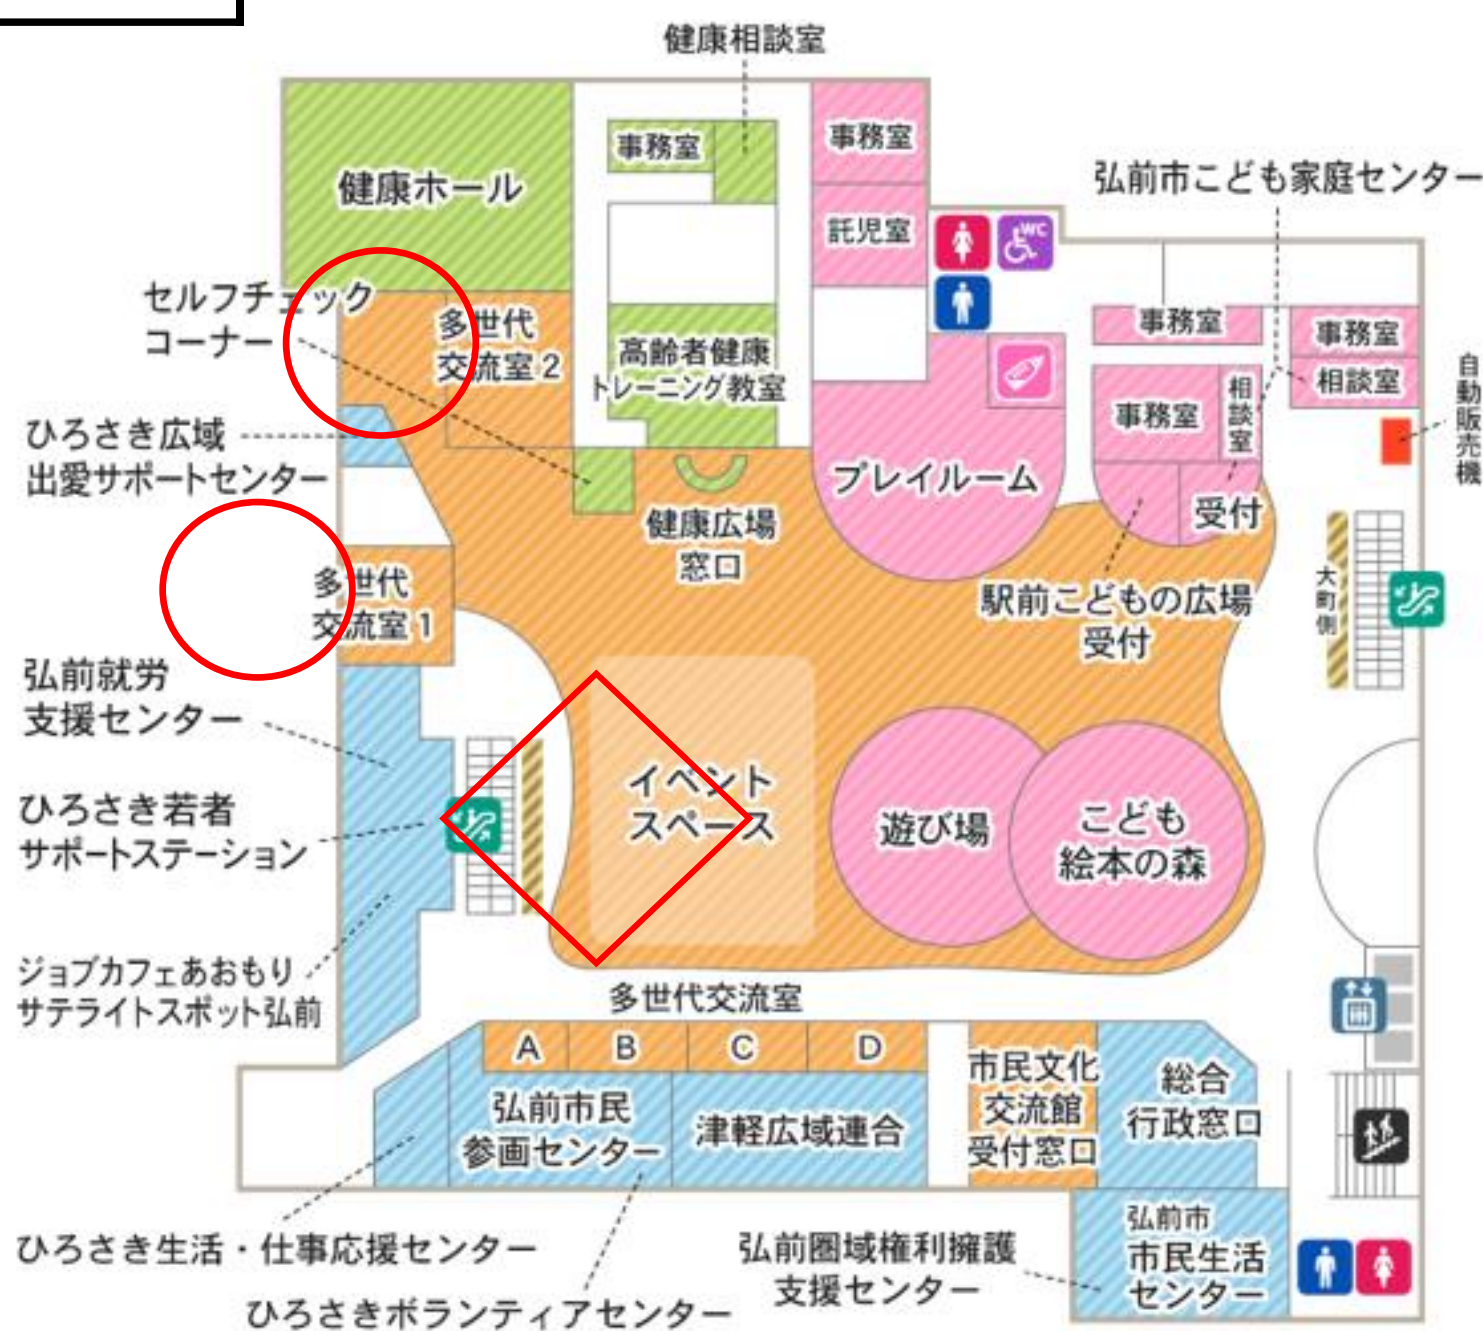 健康相談室
事務室
事務室
健康ホール
弘前市こども家庭センター
託児室
WC
セルフチェック
コーナー
多世代
交流室2
高齢者健康
トレーニング教室
事務室
事務室
相談室
自動販売機
事務室
相談室
ひろさき広域
出愛サポートセンター
プレイルーム
受付
健康広場
窓口
多世代
交流室1
駅前こどもの広場
受付
大町側
弘前就労
支援センター
イベント
スペース
遊び場
こども
絵本の森
ひろさき若者
サポートステーション
ジョブカフェあおもり
サテライトスポット弘前
多世代交流室
A
B
C
D
弘前市民
参画センター
津軽広域連合
市民文化
交流館
受付窓口
総合
行政窓口
ひろさき生活・仕事応援センター
ひろさきボランティアセンター
弘前圏域権利擁護
支援センター
弘前市
市民生活
センター